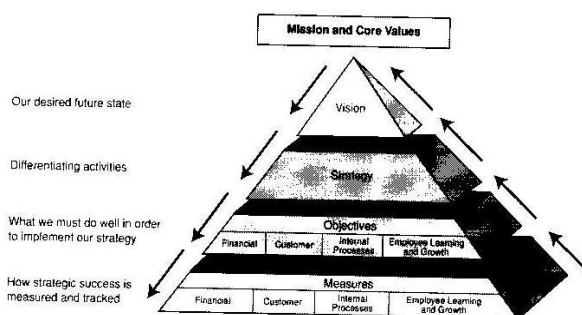 Mission and Core Values
Our desired future state
Vision
Differentiating activities
Strategy
What we must do well in order
to implement our strategy
Objectives
Financial
Customer
Internal
Processes
Employee Learning
and Growth
How strategic success is
measured and tracked
Measures
Financial
Customer
Internal
Processes
Employee Learning
and Growth